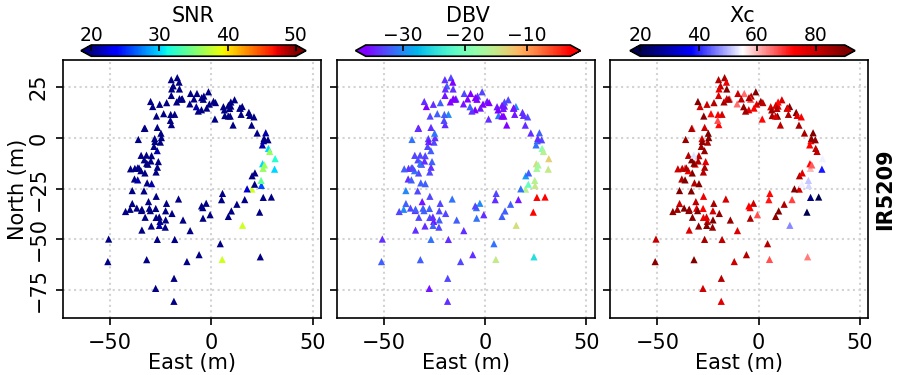 SNR DBV Xc
20 30 40 50 −30 −20 −10 20 40 60 80
North (m)
25
0
−25
−50
−75
IR5209
−50 0 50 −50 0 50 −50 0 50
East (m) East (m) East (m)